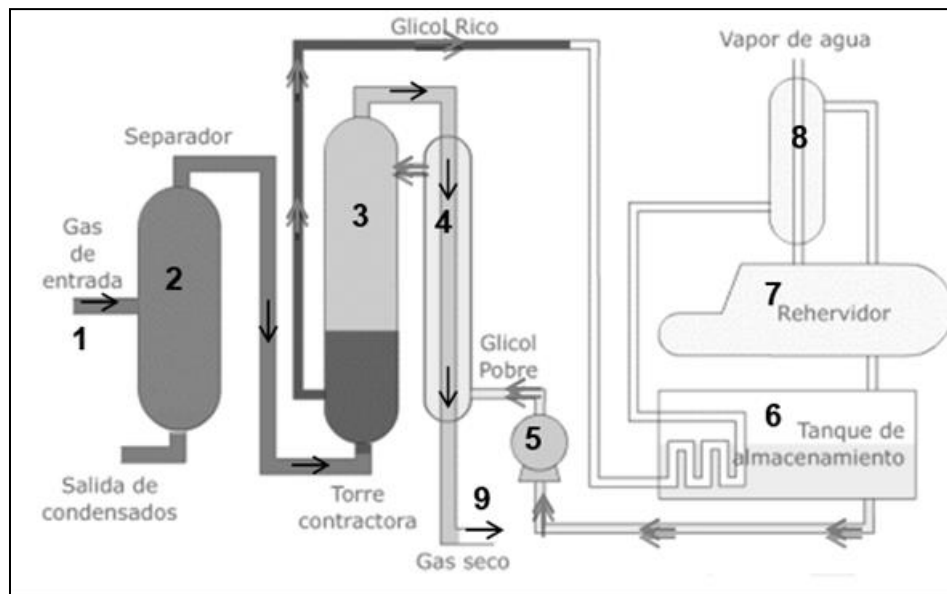 Glicol Rico
Vapor de agua
8
Separador
3
4
Gas
de
entrada
2
1
7
Rehervidor
Glicol
Pobre
5
6
Tanque de
almacenamiento
Salida de
condensados
Torre
contractora
9
Gas seco